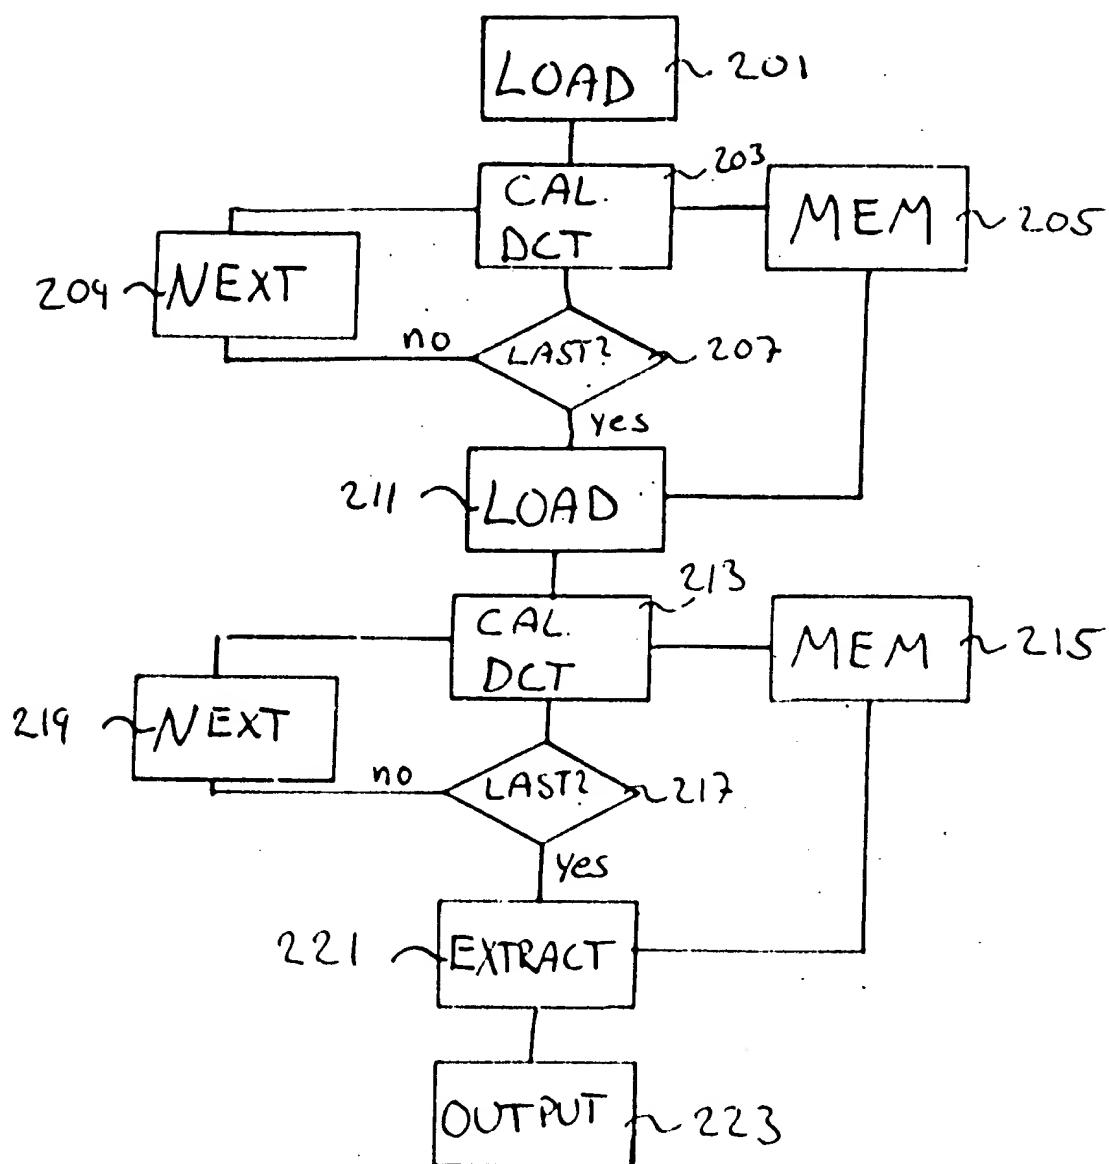 LOAD 201
CAL. 203
DCT
MEM 205
209 NEXT
no
LAST? 207
yes
211 LOAD
CAL. 213
DCT
MEM 215
219 NEXT
no
LAST? 217
yes
221 EXTRACT
OUTPUT 223